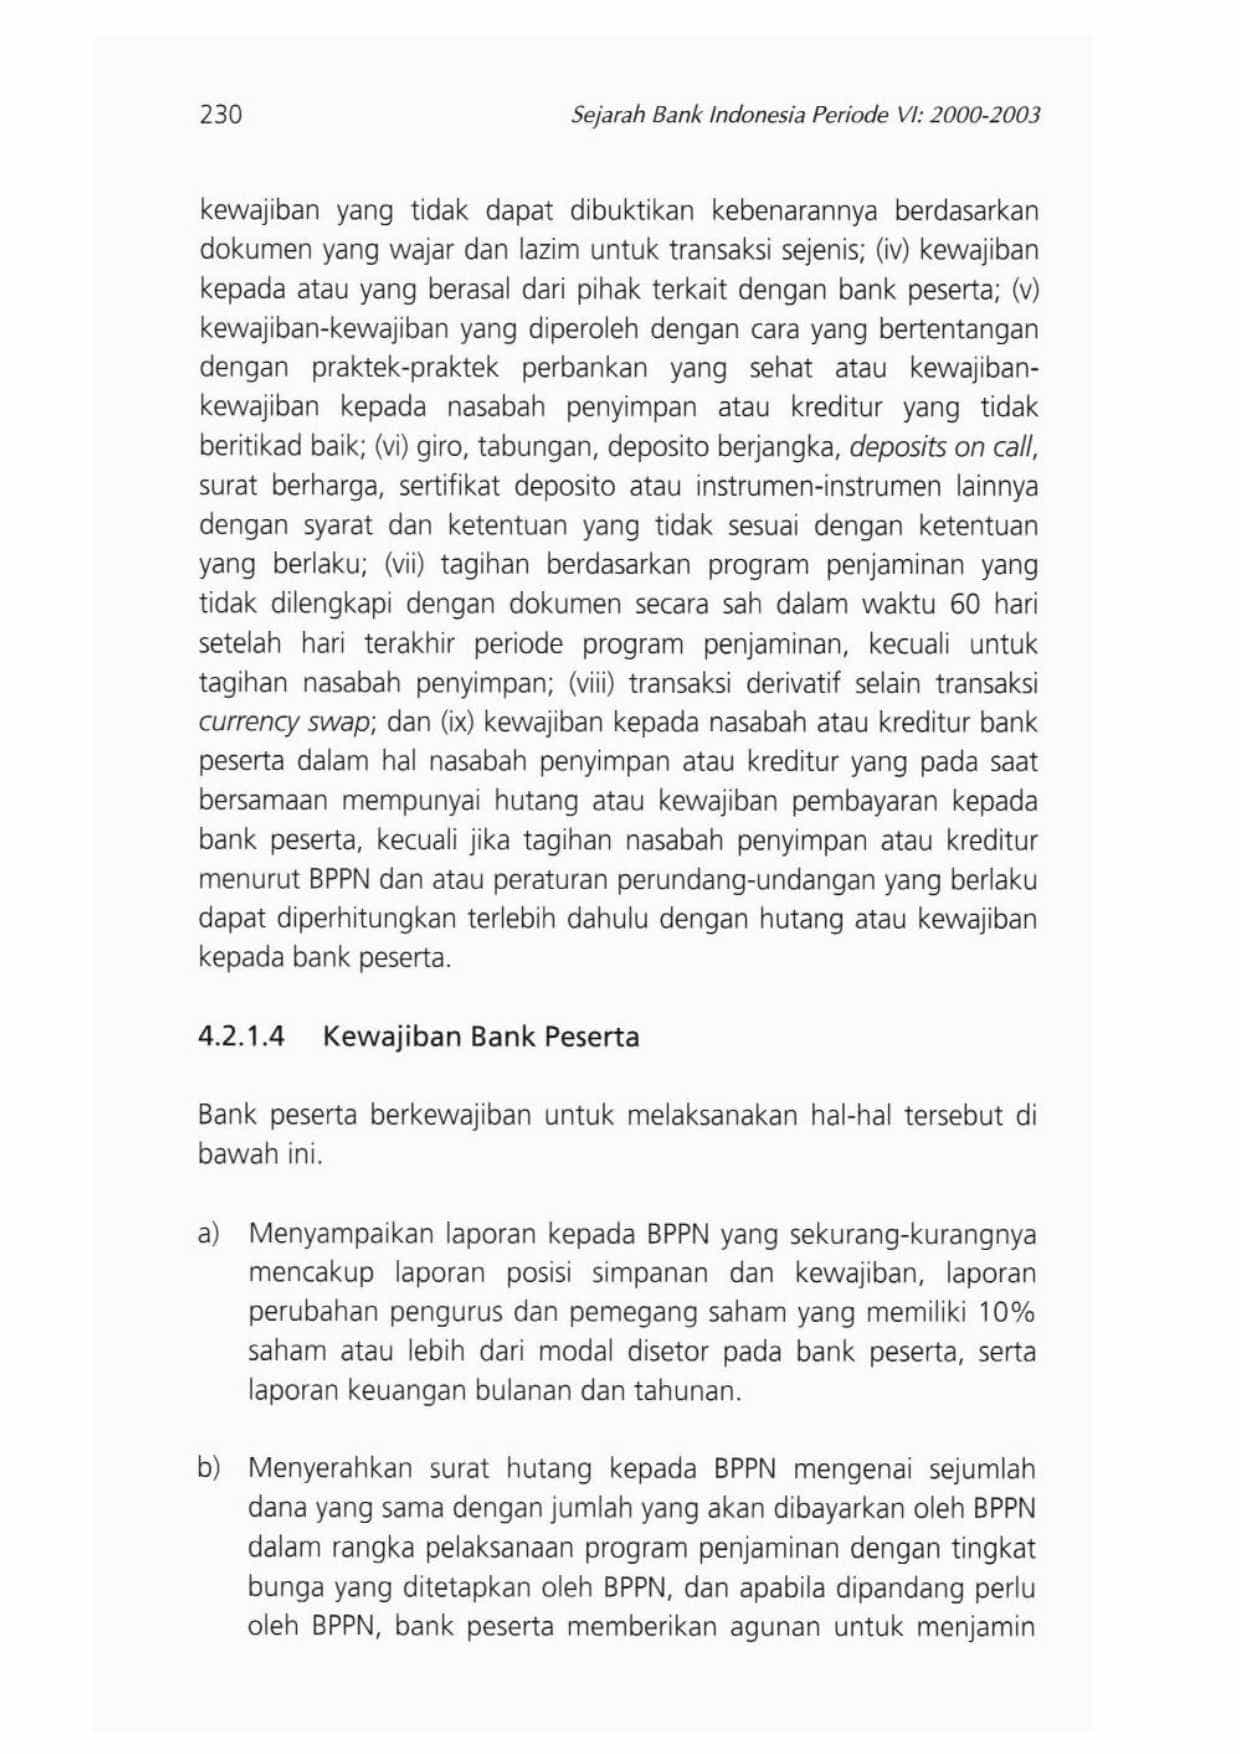 230
Sejarah Bank Indonesia Periode VI: 2000-2003
kewajiban yang tidak dapat dibuktikan kebenarannya berdasarkan
dokumen yang wajar dan lazim untuk transaksi sejenis; (iv) kewajiban
kepada atau yang berasal dari pihak terkait dengan bank peserta; (v)
kewajiban-kewajiban yang diperoleh dengan cara yang bertentangan
dengan praktek-praktek perbankan yang sehat atau kewajiban-
kewajiban kepada nasabah penyimpan atau kreditur yang tidak
beritikad baik; (vi) giro, tabungan, deposito berjangka, deposits on call,
surat berharga, sertifikat deposito atau instrumen-instrumen lainnya
dengan syarat dan ketentuan yang tidak sesuai dengan ketentuan
yang berlaku; (vii) tagihan berdasarkan program penjaminan yang
tidak dilengkapi dengan dokumen secara sah dalam waktu 60 hari
setelah hari terakhir periode program penjaminan, kecuali untuk
tagihan nasabah penyimpan; (viii) transaksi derivatif selain transaksi
currency swap; dan (ix) kewajiban kepada nasabah atau kreditur bank
peserta dalam hal nasabah penyimpan atau kreditur yang pada saat
bersamaan mempunyai hutang atau kewajiban pembayaran kepada
bank peserta, kecuali jika tagihan nasabah penyimpan atau kreditur
menurut BPPN dan atau peraturan perundang-undangan yang berlaku
dapat diperhitungkan terlebih dahulu dengan hutang atau kewajiban
kepada bank peserta.
4.2.1.4 Kewajiban Bank Peserta
Bank peserta berkewajiban untuk melaksanakan hal-hal tersebut di
bawah ini.
a) Menyampaikan laporan kepada BPPN yang sekurang-kurangnya
mencakup laporan posisi simpanan dan kewajiban, laporan
perubahan pengurus dan pemegang saham yang memiliki 10%
saham atau lebih dari modal disetor pada bank peserta, serta
laporan keuangan bulanan dan tahunan.
b) Menyerahkan surat hutang kepada BPPN mengenai sejumlah
dana yang sama dengan jumlah yang akan dibayarkan oleh BPPN
dalam rangka pelaksanaan program penjaminan dengan tingkat
bunga yang ditetapkan oleh BPPN, dan apabila dipandang perlu
oleh BPPN, bank peserta memberikan agunan untuk menjamin